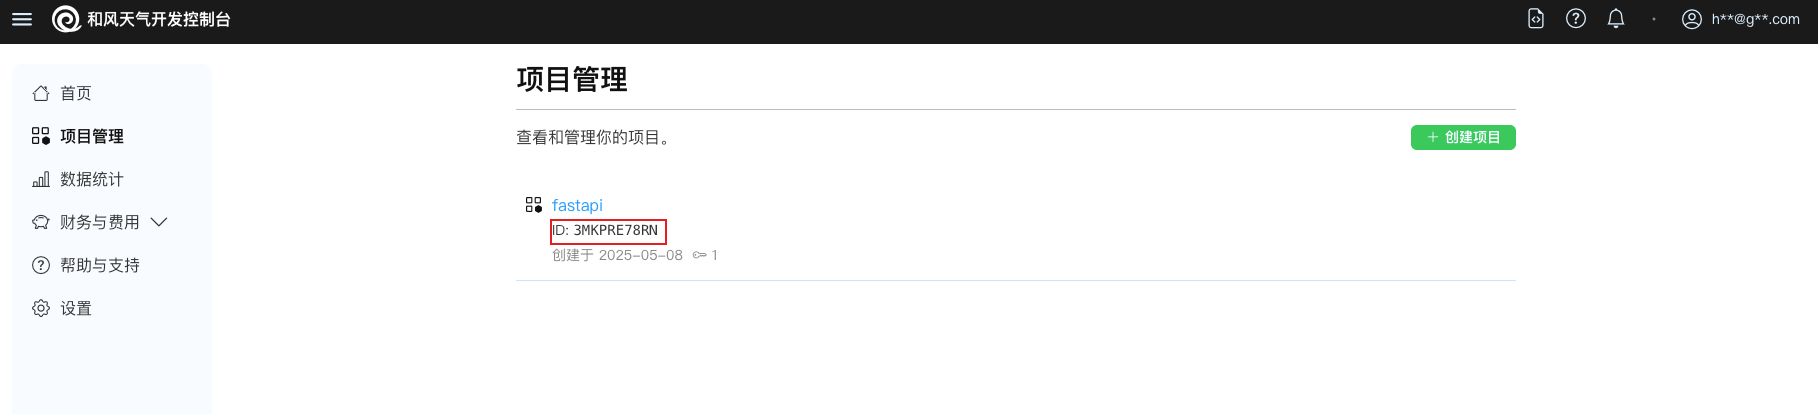 和风天气开发控制台
h**@g**.com
首页
项目管理
数据统计
财务与费用
帮助与支持
设置
项目管理
查看和管理你的项目。
+ 创建项目
fastapi
ID: 3MKPRE78RN
创建于 2025-05-08 1